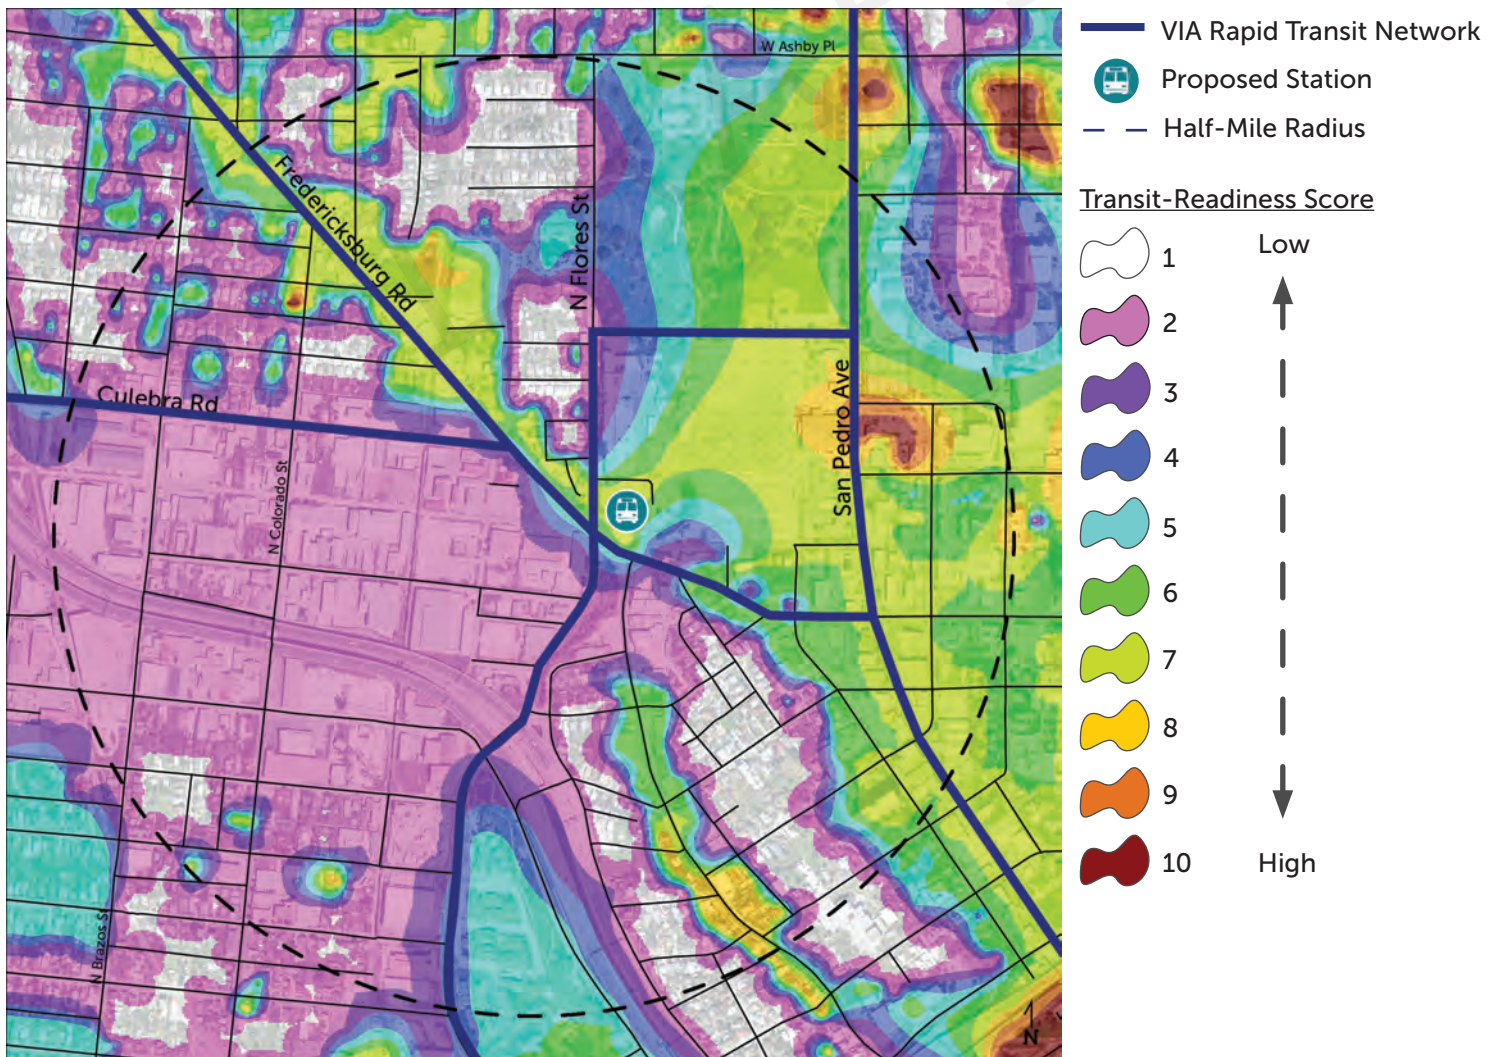 W Ashby Pl
Fredericksburg Rd
N Flores St
San Pedro Ave
Culebra Rd
N Colorado St
N Brazos St
N
VIA Rapid Transit Network
Proposed Station
Half-Mile Radius
Transit-Readiness Score
1
Low
2
3
4
5
6
7
8
9
10
High